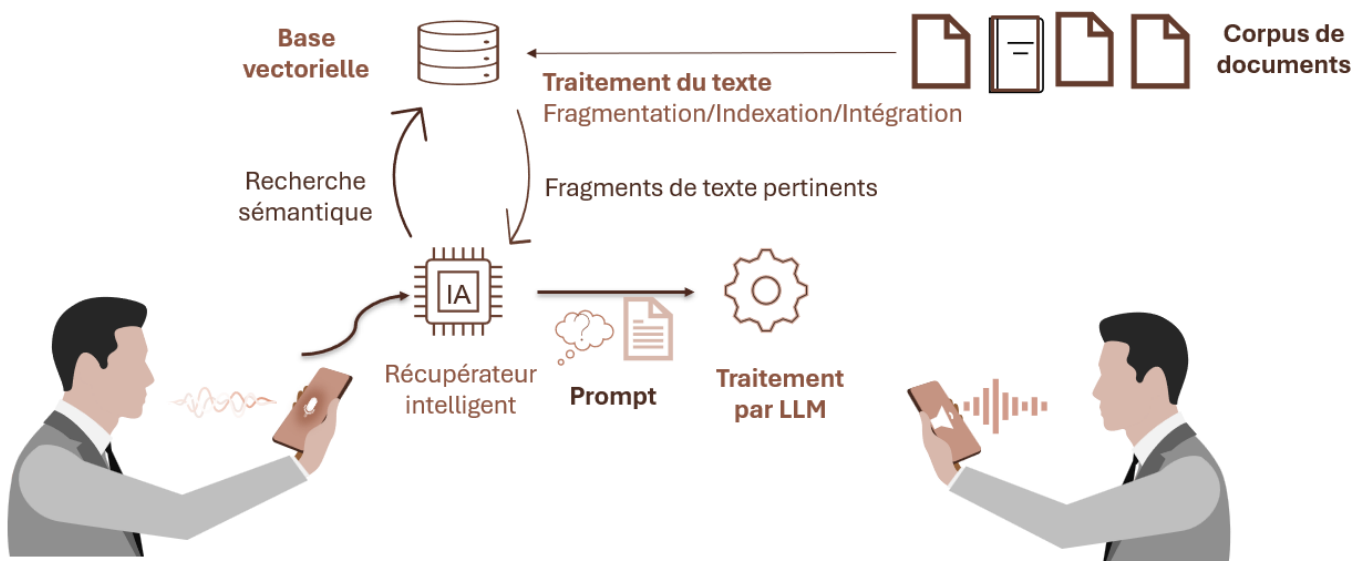 Base
vectorielle
Traitement du texte
Fragmentation/Indexation/Intégration
Corpus de
documents
Recherche
sémantique
Fragments de texte pertinents
IA
?
Récupérateur
intelligent
Prompt
Traitement
par LLM